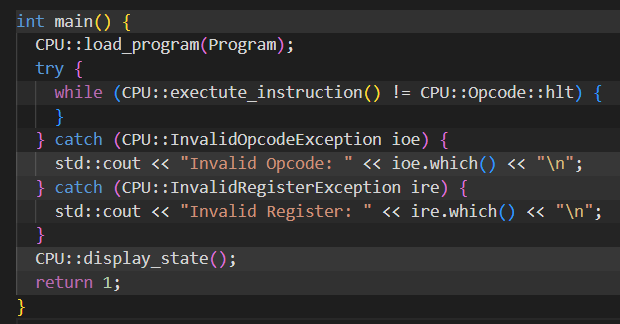 int main() {
  CPU::load_program(Program);
  try {
    while (CPU::exectute_instruction() != CPU::Opcode::hlt) {
    }
  } catch (CPU::InvalidOpcodeException ioe) {
    std::cout << "Invalid Opcode: " << ioe.which() << "\n";
  } catch (CPU::InvalidRegisterException ire) {
    std::cout << "Invalid Register: " << ire.which() << "\n";
  }
  CPU::display_state();
  return 1;
}